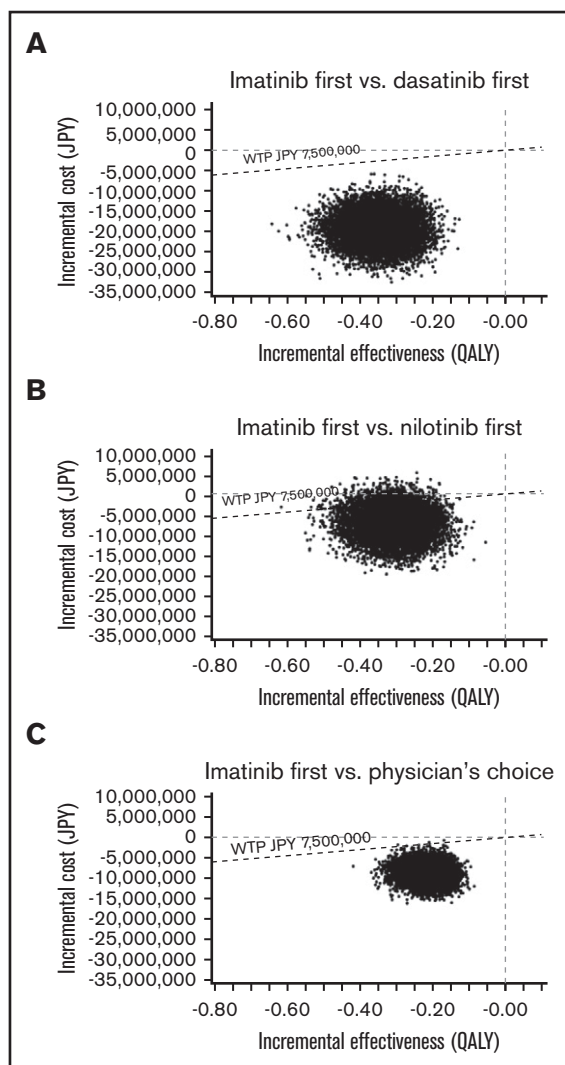 A
Imatinib first vs. dasatinib first
Incremental cost (JPY)
10,000,000
5,000,000
0
-5,000,000
-10,000,000
-15,000,000
-20,000,000
-25,000,000
-30,000,000
-35,000,000
WTP JPY 7,500,000
-0.80 -0.60 -0.40 -0.20 -0.00
Incremental effectiveness (QALY)
B
Imatinib first vs. nilotinib first
Incremental cost (JPY)
10,000,000
5,000,000
0
-5,000,000
-10,000,000
-15,000,000
-20,000,000
-25,000,000
-30,000,000
-35,000,000
WTP JPY 7,500,000
-0.80 -0.60 -0.40 -0.20 -0.00
Incremental effectiveness (QALY)
C
Imatinib first vs. physician's choice
Incremental cost (JPY)
10,000,000
5,000,000
0
-5,000,000
-10,000,000
-15,000,000
-20,000,000
-25,000,000
-30,000,000
-35,000,000
WTP JPY 7,500,000
-0.80 -0.60 -0.40 -0.20 -0.00
Incremental effectiveness (QALY)